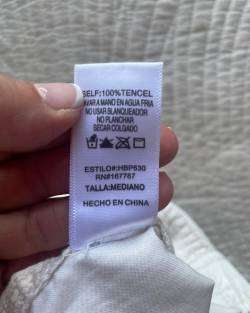 SELF:100%TENCEL
LAVAR A MANO EN AGUA FRIA
NO USAR BLANQUEADOR
NO PLANCHAR
SECAR COLGADO
ESTILO#:HBP630
RN#167767
TALLA:MEDIANO
HECHO EN CHINA